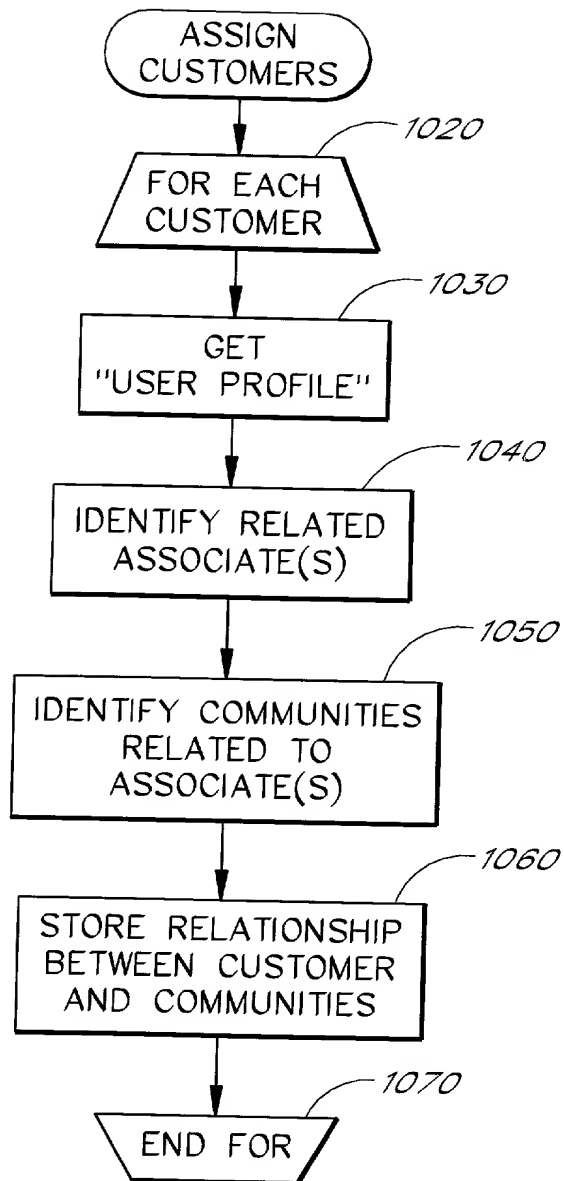 ASSIGN
CUSTOMERS
1020
FOR EACH
CUSTOMER
1030
GET
"USER PROFILE"
1040
IDENTIFY RELATED
ASSOCIATE(S)
1050
IDENTIFY COMMUNITIES
RELATED TO
ASSOCIATE(S)
1060
STORE RELATIONSHIP
BETWEEN CUSTOMER
AND COMMUNITIES
1070
END FOR